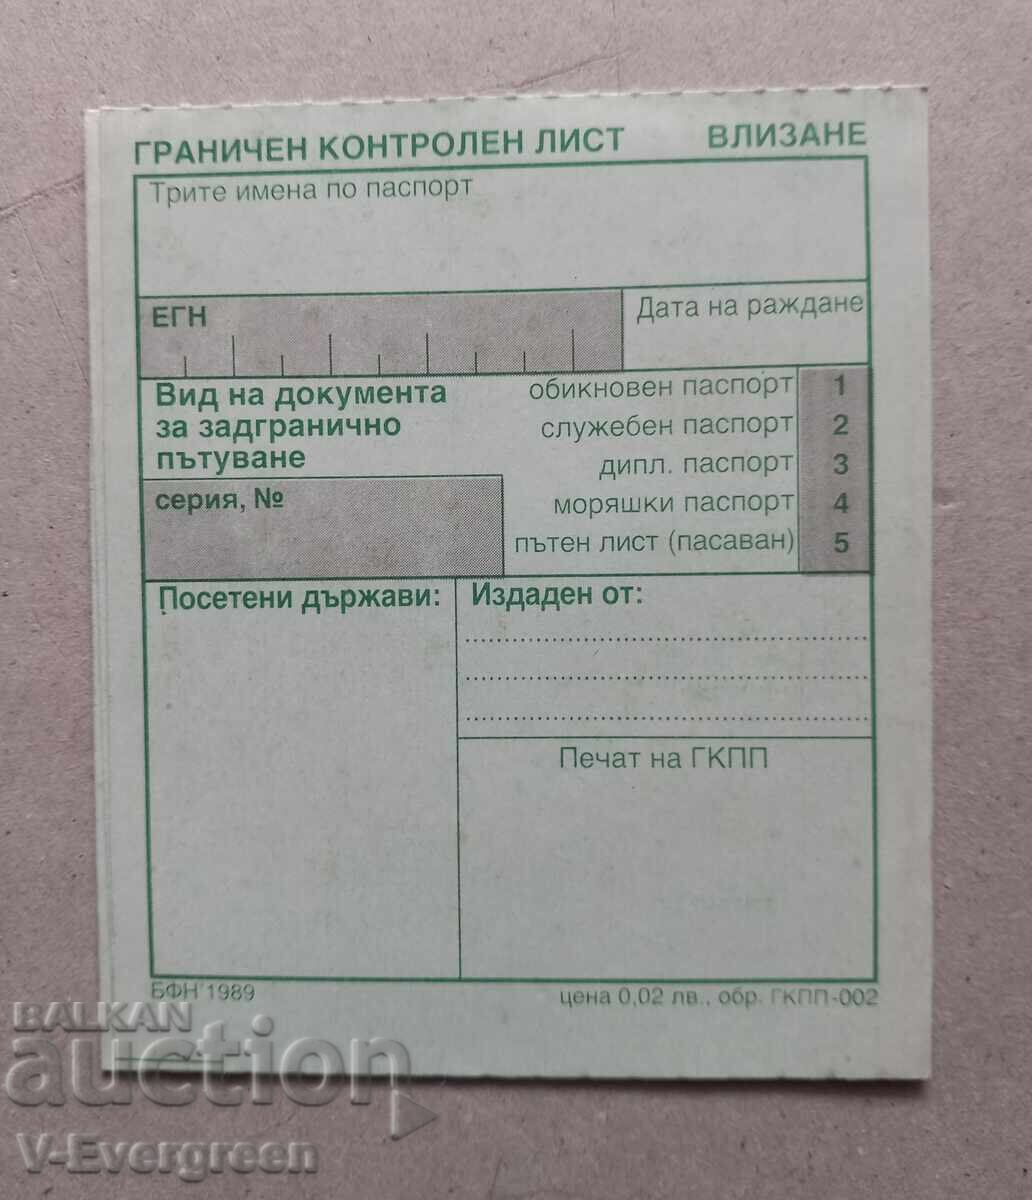 ГРАНИЧЕН КОНТРОЛЕН ЛИСТ ВЛИЗАНЕ
Трите имена по паспорт
ЕГН
Дата на раждане
Вид на документа
за задгранично
пътуване
обикновен паспорт 1
служебен паспорт 2
дипл. паспорт 3
моряшки паспорт 4
пътен лист (пасаван) 5
серия, №
Посетени държави:
Издаден от:
Печат на ГКПП
БФН'1989
цена 0,02 лв., обр. ГКПП-002
BALKAN
auction
V-Evergreen